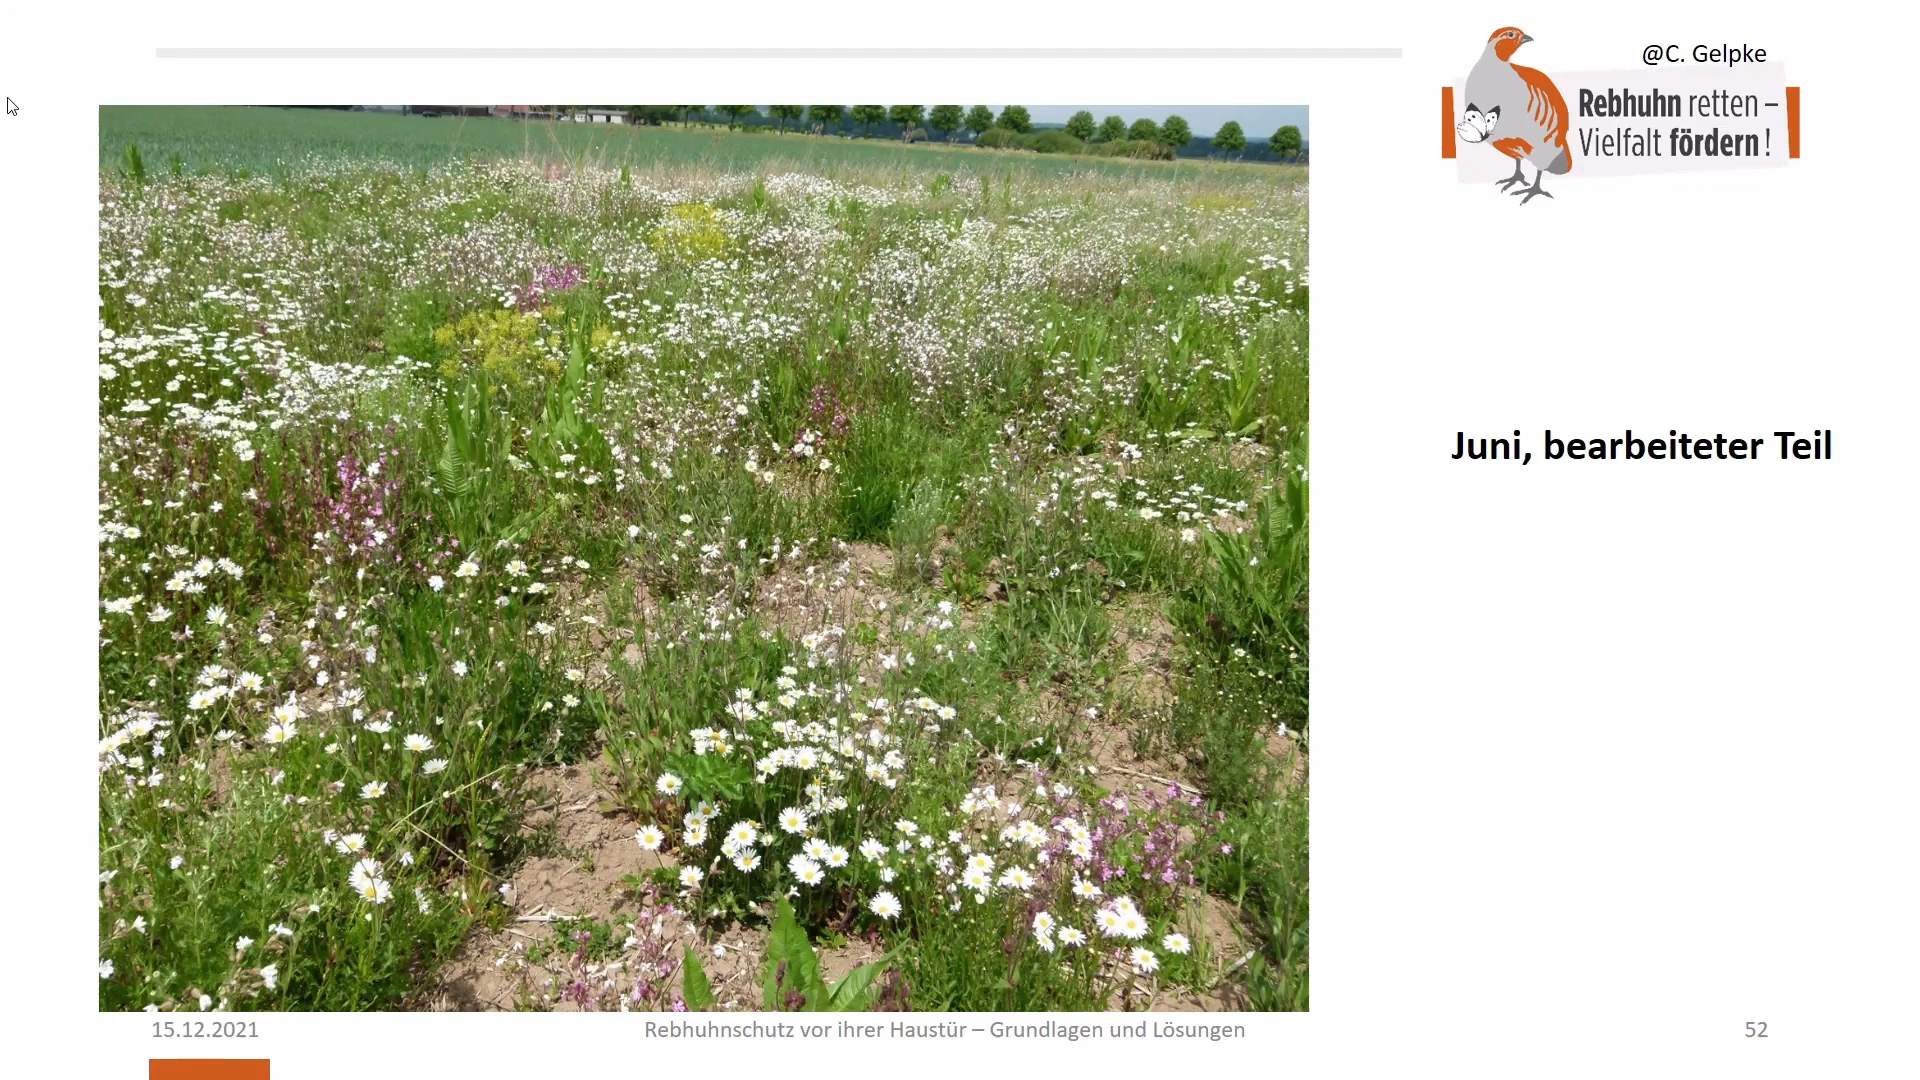 @C. Gelpke
Rebhuhn retten –
Vielfalt fördern !
Juni, bearbeiteter Teil
15.12.2021
Rebhuhnschutz vor ihrer Haustür – Grundlagen und Lösungen
52